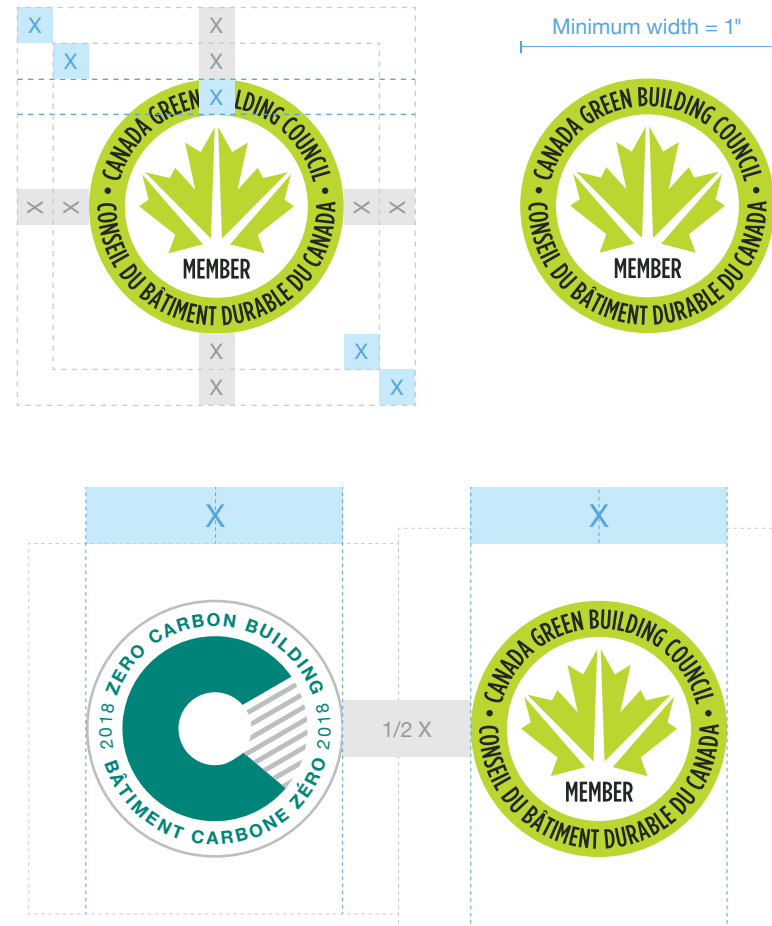 X
X
Minimum width = 1"
X
X
X
CANADA GREEN LDING COUNCIL
X X
X X
MEMBER
• CONSEIL DU BÂTIMENT DURABLE DU CANADA •
X
X
X
X
• CANADA GREEN BUILDING COUNCIL •
MEMBER
CONSEIL DU BÂTIMENT DURABLE DU CANADA
X
X
2018 ZERO CARBON BUILDING 2018
BÂTIMENT CARBONE ZÉRO
1/2 X
• CANADA GREEN BUILDING COUNCIL •
MEMBER
CONSEIL DU BÂTIMENT DURABLE DU CANADA